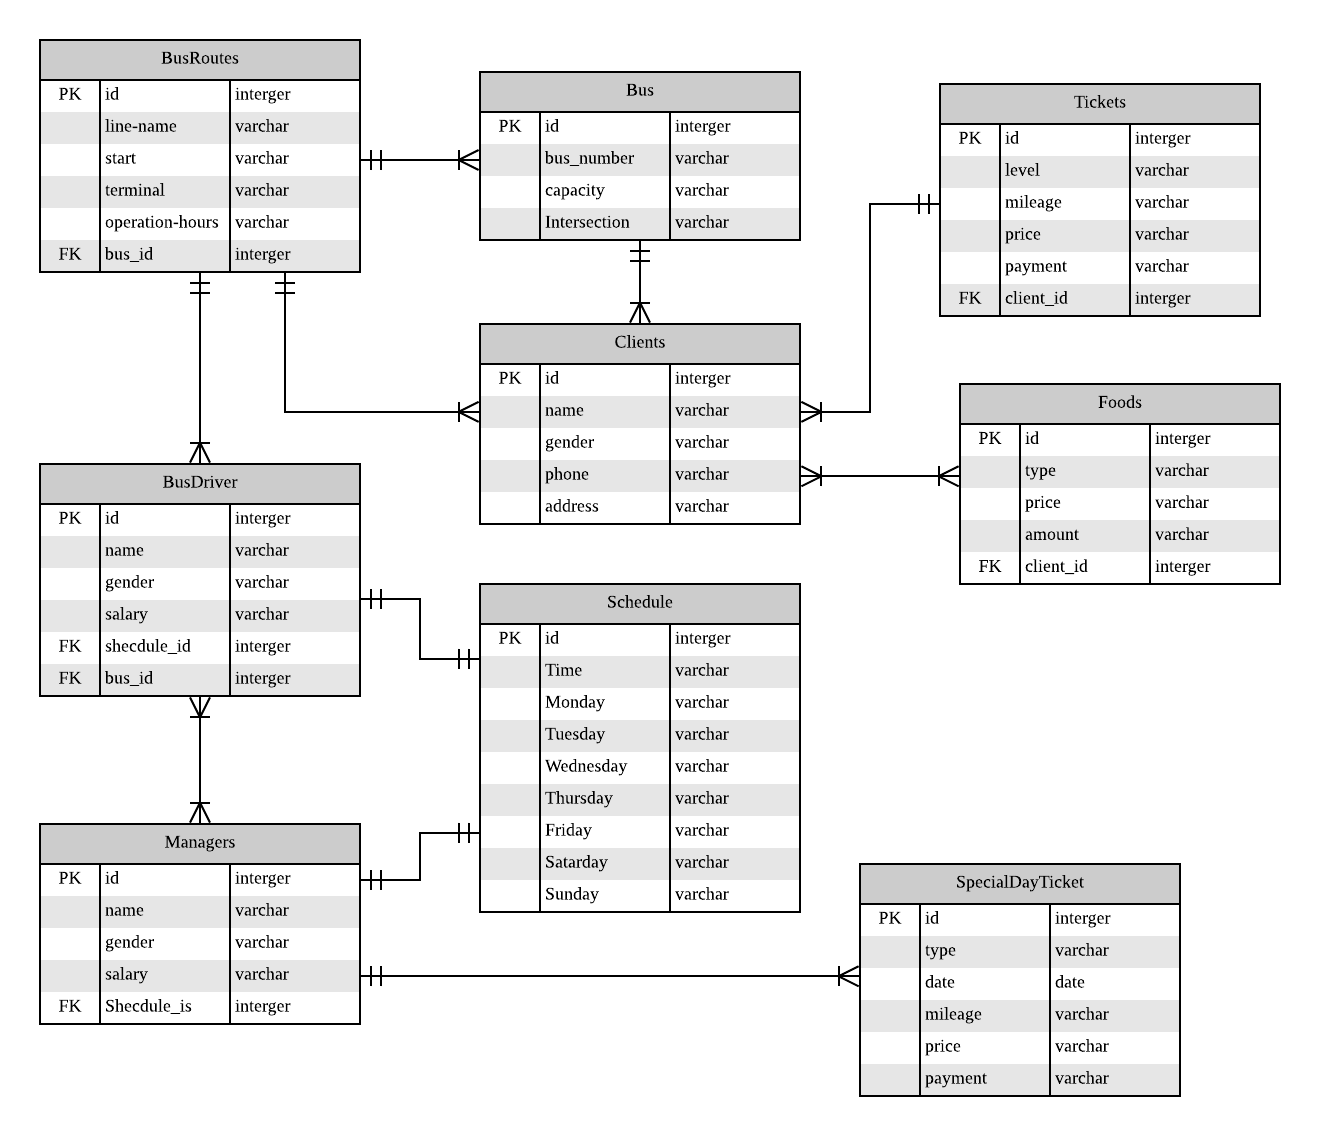 BusRoutes
PK id interger
line-name varchar
start varchar
terminal varchar
operation-hours varchar
FK bus_id interger
Bus
PK id interger
bus_number varchar
capacity varchar
Intersection varchar
Tickets
PK id interger
level varchar
mileage varchar
price varchar
payment varchar
FK client_id interger
Clients
PK id interger
name varchar
gender varchar
phone varchar
address varchar
Foods
PK id interger
type varchar
price varchar
amount varchar
FK client_id interger
BusDriver
PK id interger
name varchar
gender varchar
salary varchar
FK shecdule_id interger
FK bus_id interger
Schedule
PK id interger
Time varchar
Monday varchar
Tuesday varchar
Wednesday varchar
Thursday varchar
Friday varchar
Satarday varchar
Sunday varchar
Managers
PK id interger
name varchar
gender varchar
salary varchar
FK Shecdule_is interger
SpecialDayTicket
PK id interger
type varchar
date date
mileage varchar
price varchar
payment varchar